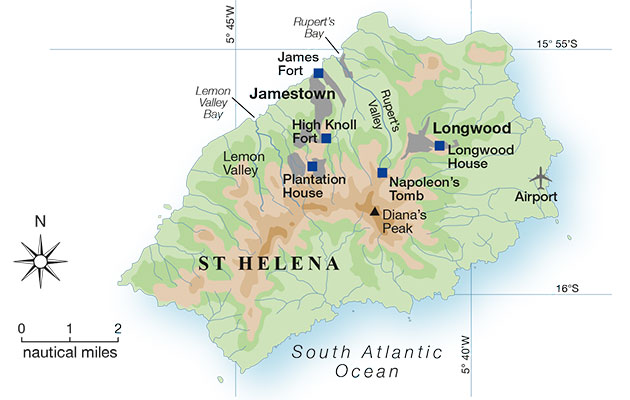 5° 45'W
Rupert's
Bay
15° 55'S
James
Fort
Jamestown
Lemon
Valley
Bay
Rupert's
Valley
High Knoll
Fort
Longwood
Longwood
House
Lemon
Valley
Plantation
House
Napoleon's
Tomb
Airport
Diana's
Peak
N
ST HELENA
16°S
0 1 2
nautical miles
South Atlantic
Ocean
5° 40'W